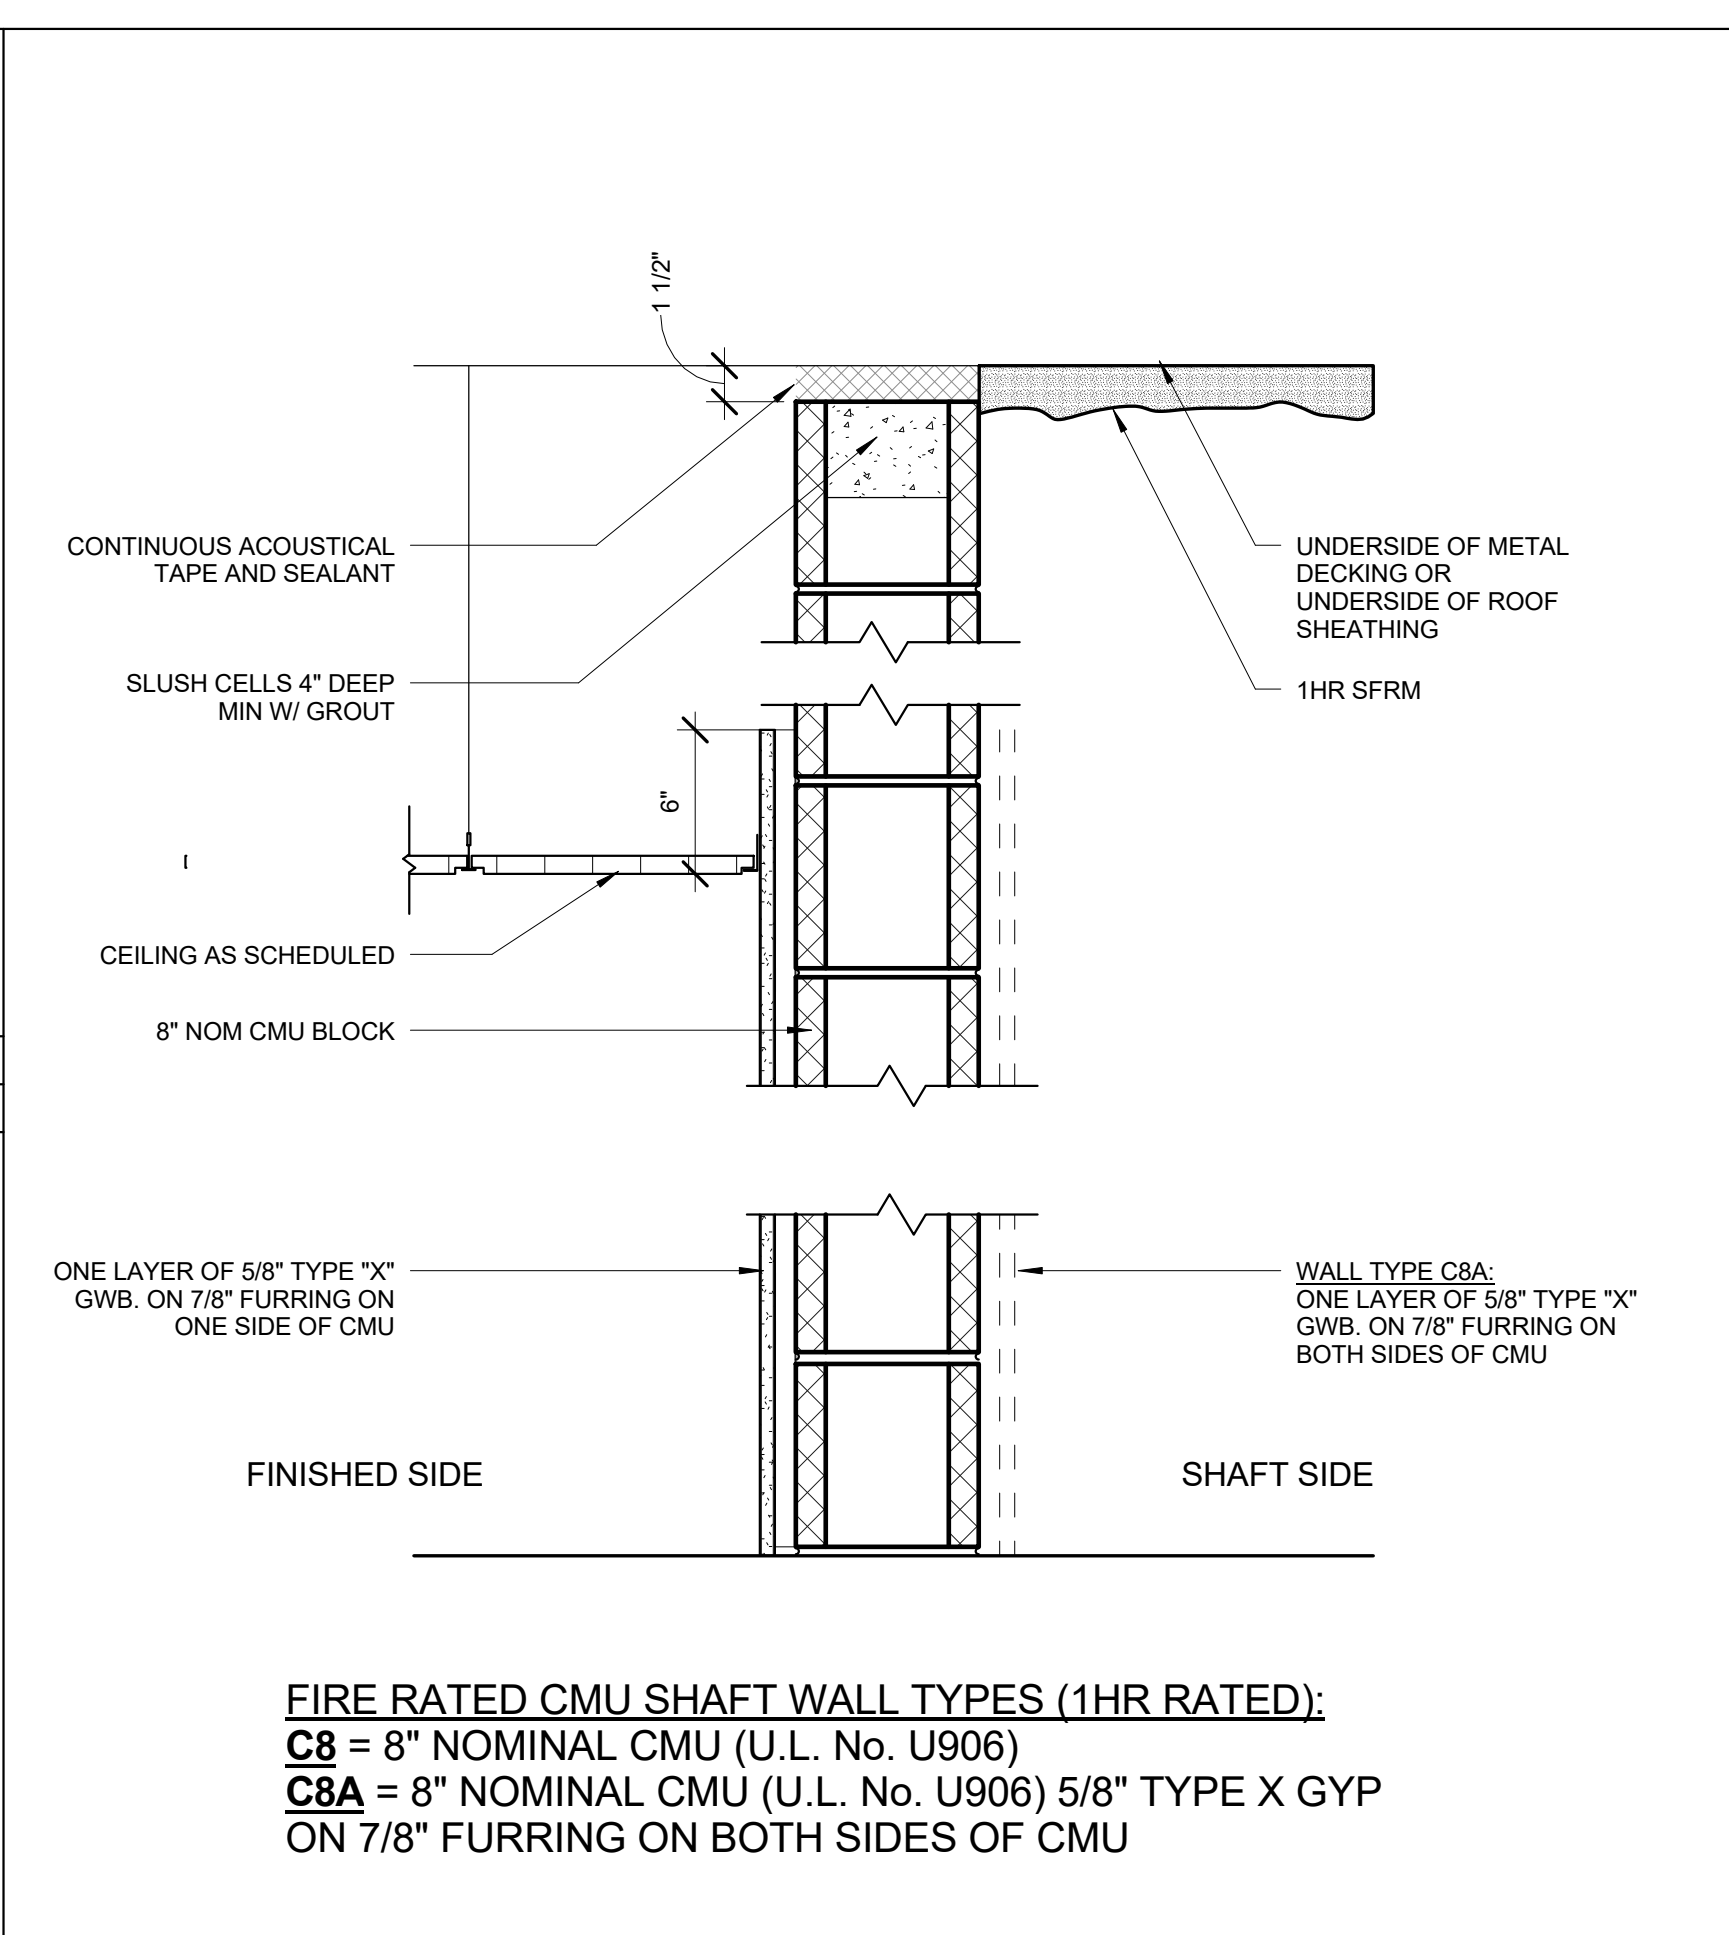 1 1/2"
CONTINUOUS ACOUSTICAL
TAPE AND SEALANT
UNDERSIDE OF METAL
DECKING OR
UNDERSIDE OF ROOF
SHEATHING
SLUSH CELLS 4" DEEP
MIN W/ GROUT
1HR SFRM
6"
CEILING AS SCHEDULED
8" NOM CMU BLOCK
ONE LAYER OF 5/8" TYPE "X"
GWB. ON 7/8" FURRING ON
ONE SIDE OF CMU
WALL TYPE C8A:
ONE LAYER OF 5/8" TYPE "X"
GWB. ON 7/8" FURRING ON
BOTH SIDES OF CMU
FINISHED SIDE
SHAFT SIDE
FIRE RATED CMU SHAFT WALL TYPES (1HR RATED):
C8 = 8" NOMINAL CMU (U.L. No. U906)
C8A = 8" NOMINAL CMU (U.L. No. U906) 5/8" TYPE X GYP
ON 7/8" FURRING ON BOTH SIDES OF CMU